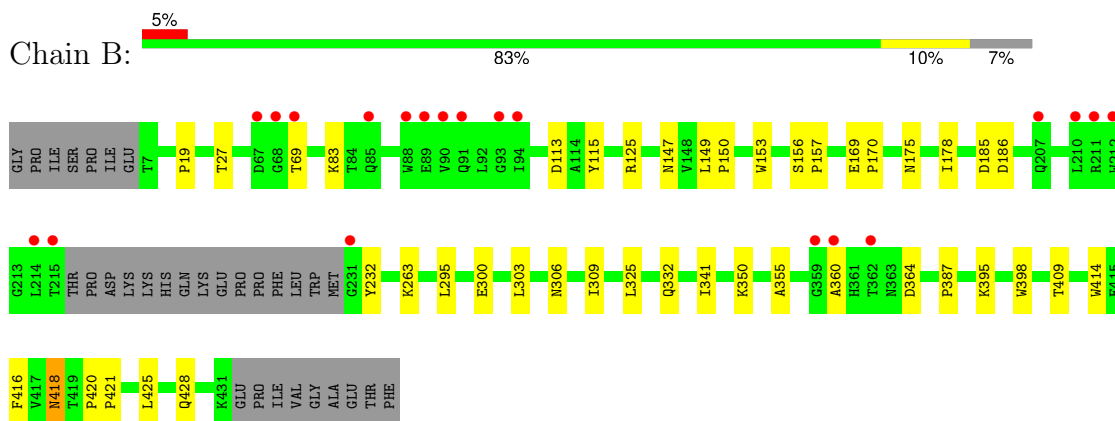 5%
Chain B:
83% 10% 7%
GLY PRO ILE SER PRO ILE GLU T7 P19 T27 D67 G68 T69 K83 T84 Q85 W88 E89 V90 Q91 L92 G93 I94 D113 A114 Y115 R125 N147 V148 L149 P150 W153 S156 P157 E169 P170 N175 I178 D185 D186 Q207 L210 R211 W212
G213 L214 T215 THR PRO ASP LYS LYS HIS GLN LYS GLU PRO PRO PHE LEU TRP MET G231 Y232 K263 L295 E300 L303 N306 I309 L325 Q332 I341 K350 A355 G359 A360 H361 T362 N363 D364 P387 K395 W398 T409 W414 E415
F416 V417 N418 T419 P420 P421 L425 Q428 K431 GLU PRO ILE VAL GLY ALA GLU THR PHE